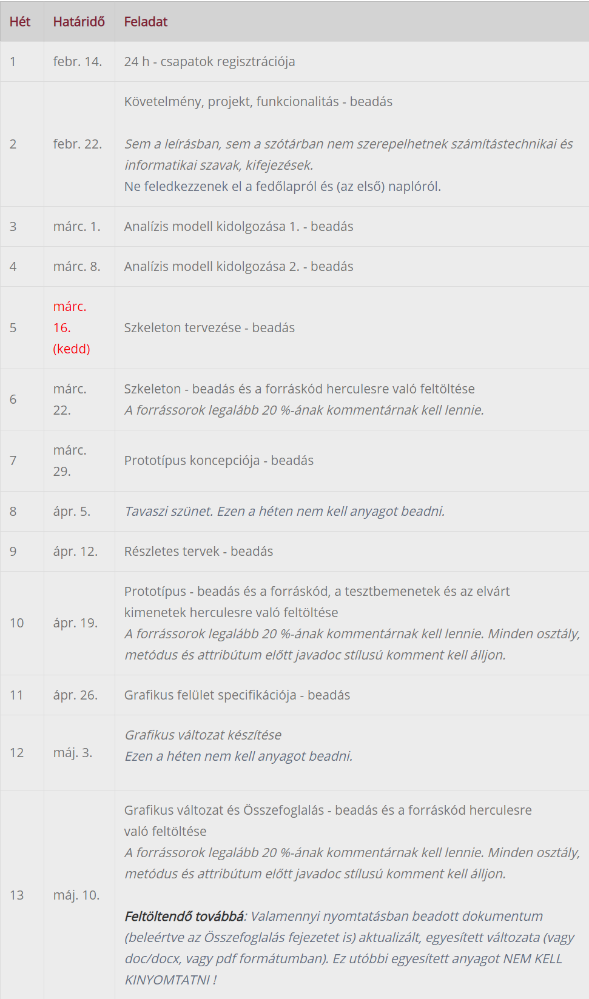 Hét Határidő Feladat
1 febr. 14. 24 h - csapatok regisztrációja
Követelmény, projekt, funkcionalitás - beadás
2 febr. 22. Sem a leírásban, sem a szótárban nem szerepelhetnek számítástechnikai és
informatikai szavak, kifejezések.
Ne feledkezzenek el a fedőlapról és (az első) naplóról.
3 márc. 1. Analízis modell kidolgozása 1. - beadás
4 márc. 8. Analízis modell kidolgozása 2. - beadás
márc.
5 16. Szkeleton tervezése - beadás
(kedd)
6
márc. Szkeleton - beadás és a forráskód herculesre való feltöltése
22. A forrássorok legalább 20 %-ának kommentárnak kell lennie.
7
márc.
29.
Prototípus koncepciója - beadás
8 ápr. 5. Tavaszi szünet. Ezen a héten nem kell anyagot beadni.
9 ápr. 12. Részletes tervek - beadás
10 ápr. 19.
Prototípus - beadás és a forráskód, a tesztbemenetek és az elvárt
kimenetek herculesre való feltöltése
A forrássorok legalább 20 %-ának kommentárnak kell lennie. Minden osztály,
metódus és attribútum előtt javadoc stílusú komment kell álljon.
11 ápr. 26. Grafikus felület specifikációja - beadás
12 máj. 3.
Grafikus változat készítése
Ezen a héten nem kell anyagot beadni.
13 máj. 10.
Grafikus változat és Összefoglalás - beadás és a forráskód herculesre
való feltöltése
A forrássorok legalább 20 %-ának kommentárnak kell lennie. Minden osztály,
metódus és attribútum előtt javadoc stílusú komment kell álljon.
Feltöltendő továbbá: Valamennyi nyomtatásban beadott dokumentum
(beleértve az Összefoglalás fejezetet is) aktualizált, egyesített változata (vagy
doc/docx, vagy pdf formátumban). Ez utóbbi egyesített anyagot NEM KELL
KINYOMTATNI !